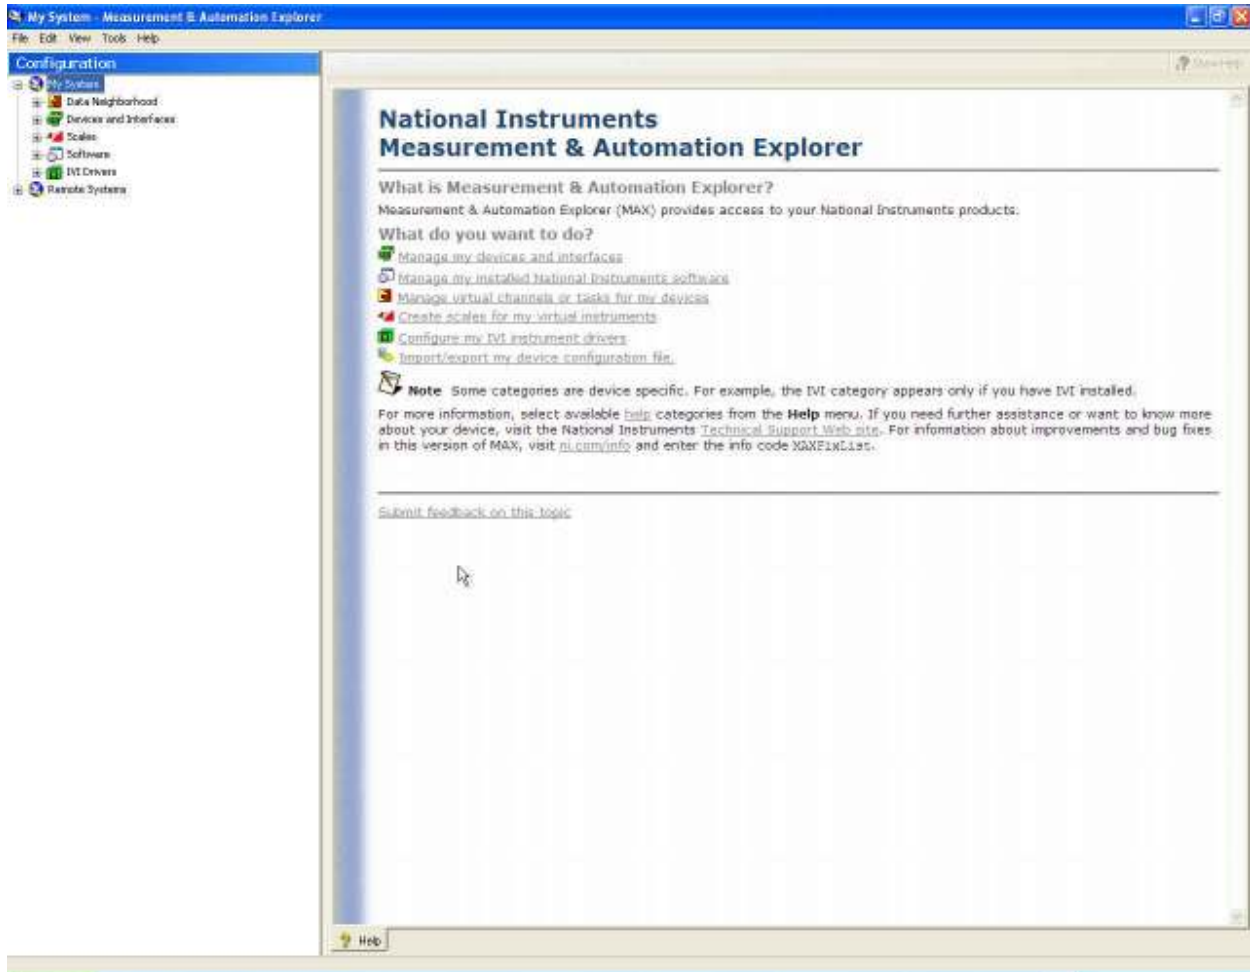 My System - Measurement & Automation Explorer
File Edit View Tools Help
Configuration
My System
Data Neighborhood
Devices and Interfaces
Scales
Software
IVI Drivers
Remote Systems
Show Help
National Instruments
Measurement & Automation Explorer
What is Measurement & Automation Explorer?
Measurement & Automation Explorer (MAX) provides access to your National Instruments products.
What do you want to do?
Manage my devices and interfaces
Manage my installed National Instruments software
Manage virtual channels or tasks for my devices
Create scales for my virtual instruments
Configure my IVI instrument drivers
Import/export my device configuration file.
Note Some categories are device specific. For example, the IVI category appears only if you have IVI installed.
For more information, select available help categories from the Help menu. If you need further assistance or want to know more
about your device, visit the National Instruments Technical Support Web site. For information about improvements and bug fixes
in this version of MAX, visit ni.com/info and enter the info code MAXFixList.
Submit feedback on this topic
Help